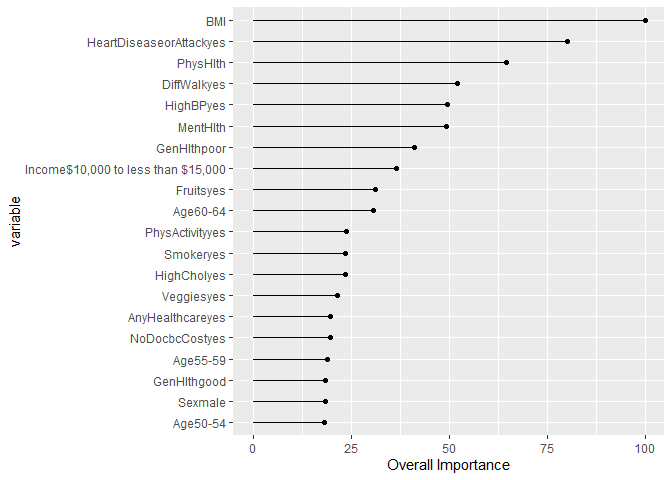 BMI
HeartDiseaseorAttackyes
PhysHlth
DiffWalkyes
HighBPyes
MentHlth
GenHlthpoor
Income$10,000 to less than $15,000
Fruitsyes
Age60-64
PhysActivityyes
Smokeryes
HighCholyes
Veggiesyes
AnyHealthcareyes
NoDocbcCostyes
Age55-59
GenHlthgood
Sexmale
Age50-54
variable
0 25 50 75 100
Overall Importance